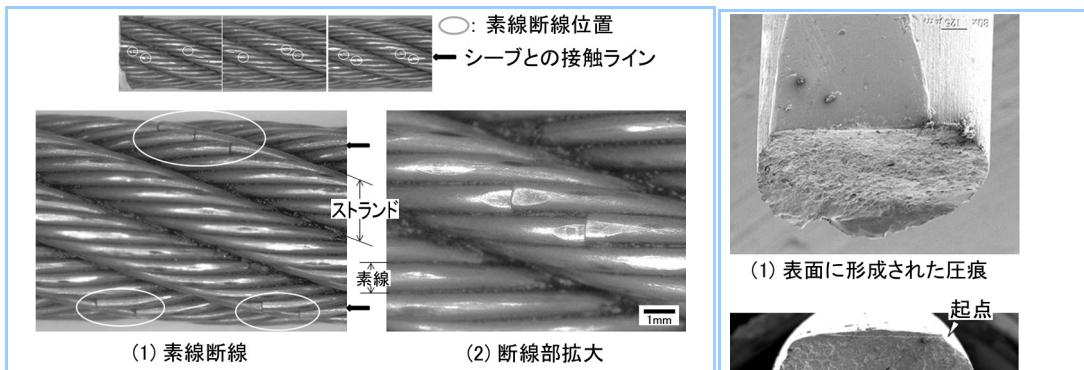 ○: 素線断線位置
シーブとの接触ライン
ストランド
素線
1mm
(1) 素線断線
(2) 断線部拡大
(1) 表面に形成された圧痕
起点